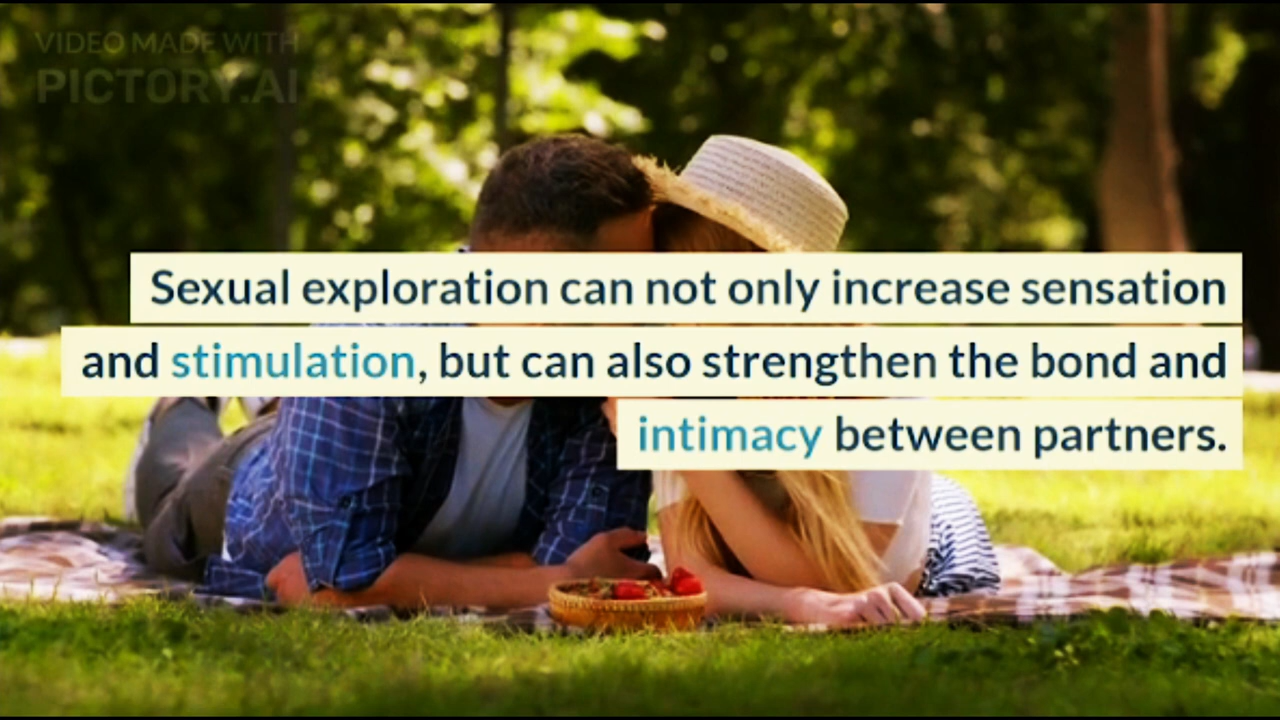 VIDEO MADE WITH
PICTORY.AI
Sexual exploration can not only increase sensation
and stimulation, but can also strengthen the bond and
intimacy between partners.